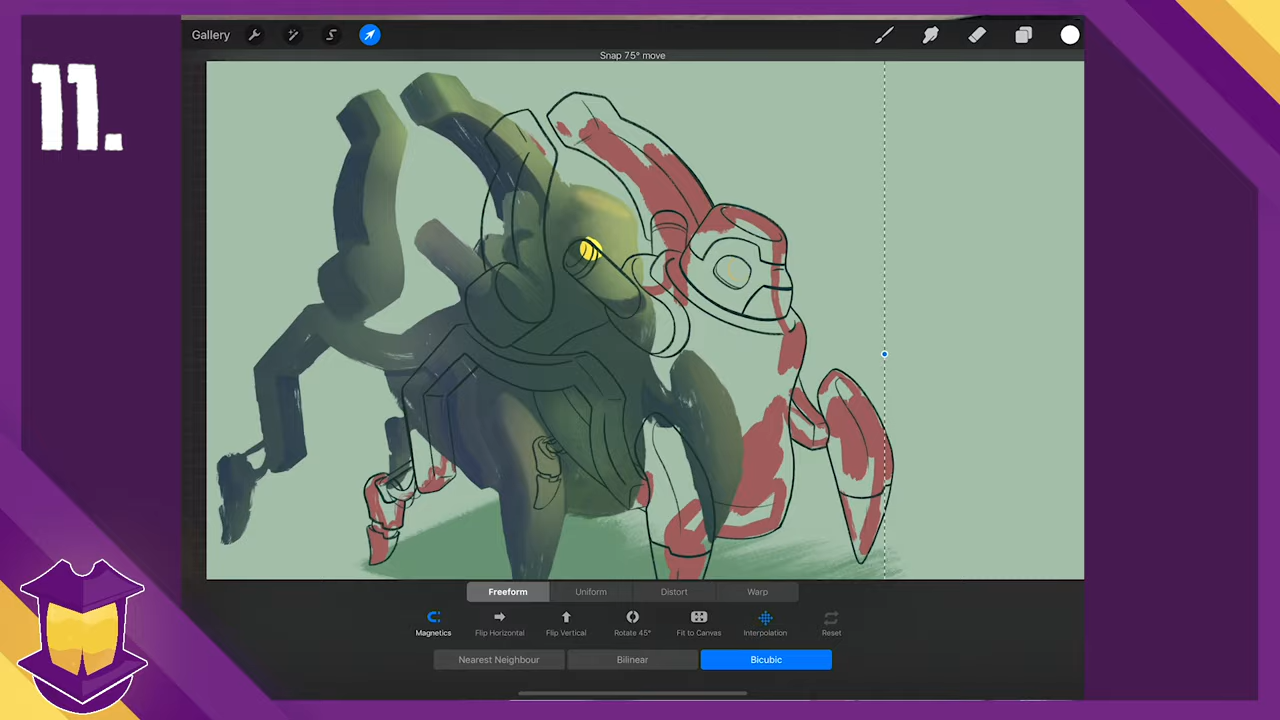 11.
Gallery
Snap 75° move
Freeform Uniform Distort Warp
Magnetics Flip Horizontal Flip Vertical Rotate 45° Fit to Canvas Interpolation Reset
Nearest Neighbour Bilinear Bicubic